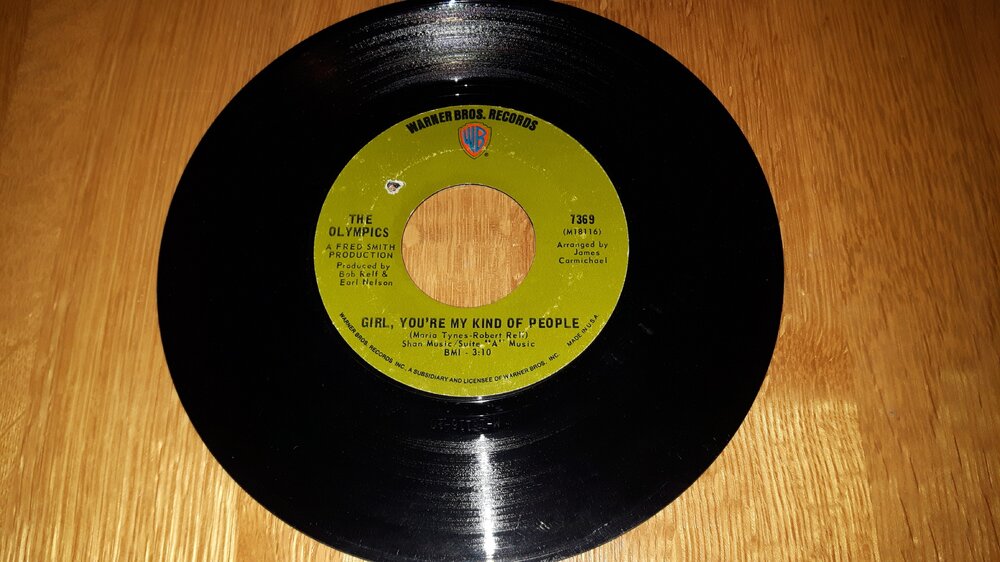 WARNER BROS. RECORDS
WB
®
THE
OLYMPICS
A FRED SMITH
PRODUCTION
Produced by
Bob Relf &
Earl Nelson
7369
(M18116)
Arranged by
James
Carmichael
GIRL, YOU'RE MY KIND OF PEOPLE
(Maria Tynes-Robert Relf)
Shan Music/Suite "A" Music
BMI - 3:10
WARNER BROS. RECORDS INC., A SUBSIDIARY AND LICENSEE OF WARNER BROS., INC. MADE IN U.S.A.